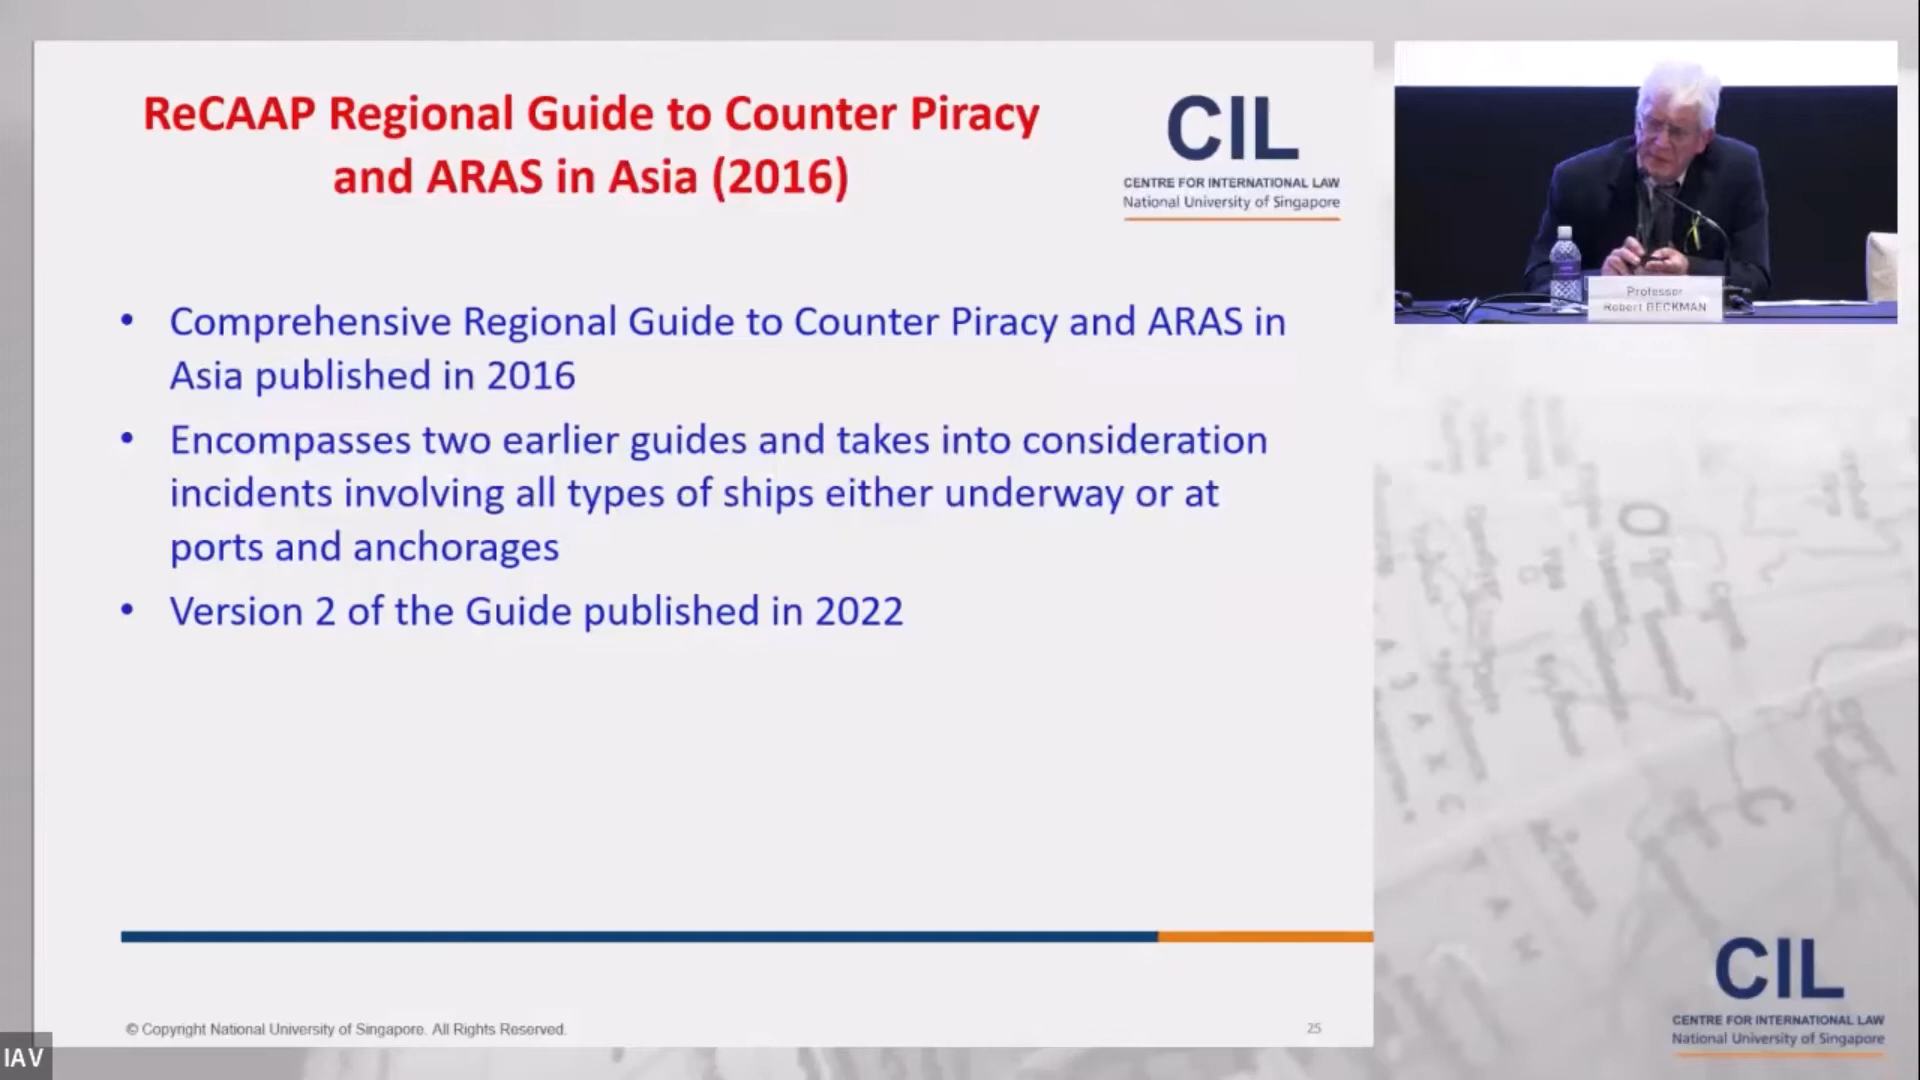 ReCAAP Regional Guide to Counter Piracy
and ARAS in Asia (2016)
CIL
CENTRE FOR INTERNATIONAL LAW
National University of Singapore
• Comprehensive Regional Guide to Counter Piracy and ARAS in
Asia published in 2016
• Encompasses two earlier guides and takes into consideration
incidents involving all types of ships either underway or at
ports and anchorages
• Version 2 of the Guide published in 2022
© Copyright National University of Singapore. All Rights Reserved.
25
Professor
Robert BECKMAN
CIL
CENTRE FOR INTERNATIONAL LAW
National University of Singapore
IAV